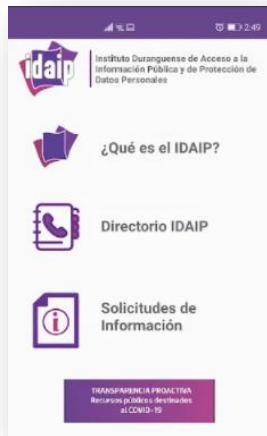 2:49
idaip
Instituto Duranguense de Acceso a la
Información Pública y de Protección de
Datos Personales
¿Qué es el IDAIP?
Directorio IDAIP
Solicitudes de
Información
TRANSPARENCIA PROACTIVA
Recursos públicos destinados
al COVID-19